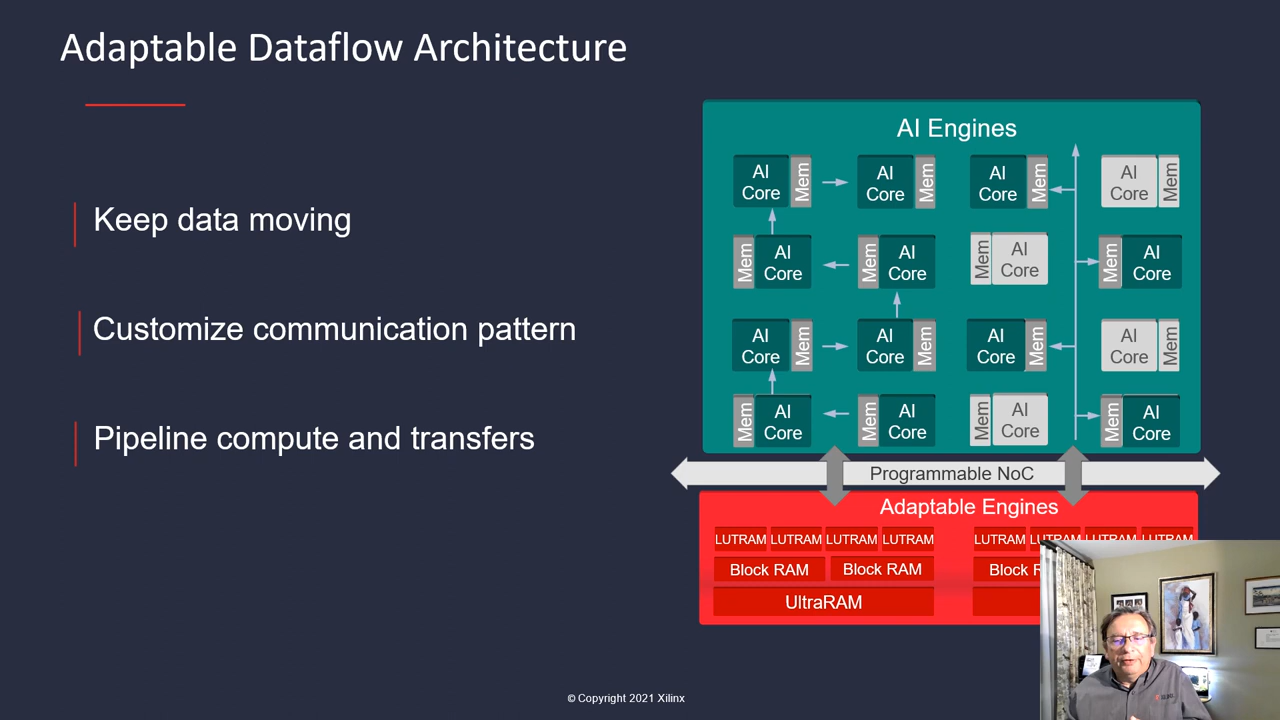 Adaptable Dataflow Architecture
Keep data moving
Customize communication pattern
Pipeline compute and transfers
AI Engines
AI Core Mem
AI Core Mem
AI Core Mem
AI Core Mem
Mem AI Core
Mem AI Core
Mem AI Core
Mem AI Core
AI Core Mem
AI Core Mem
AI Core Mem
AI Core Mem
Mem AI Core
Mem AI Core
Mem AI Core
Mem AI Core
Programmable NoC
Adaptable Engines
LUTRAM LUTRAM LUTRAM LUTRAM LUTRAM LUTRAM LUTRAM LUTRAM
Block RAM Block RAM Block R
UltraRAM
© Copyright 2021 Xilinx